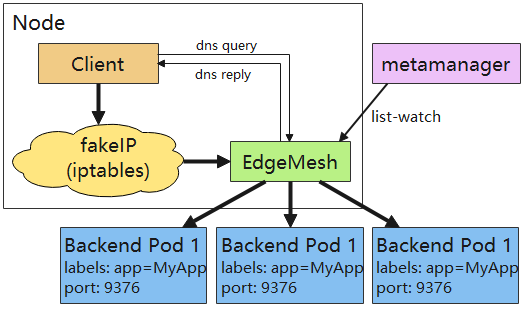 Node
Client
dns query
dns reply
metamanager
list-watch
fakeIP
(iptables)
EdgeMesh
Backend Pod 1
labels: app=MyApp
port: 9376
Backend Pod 1
labels: app=MyApp
port: 9376
Backend Pod 1
labels: app=MyApp
port: 9376